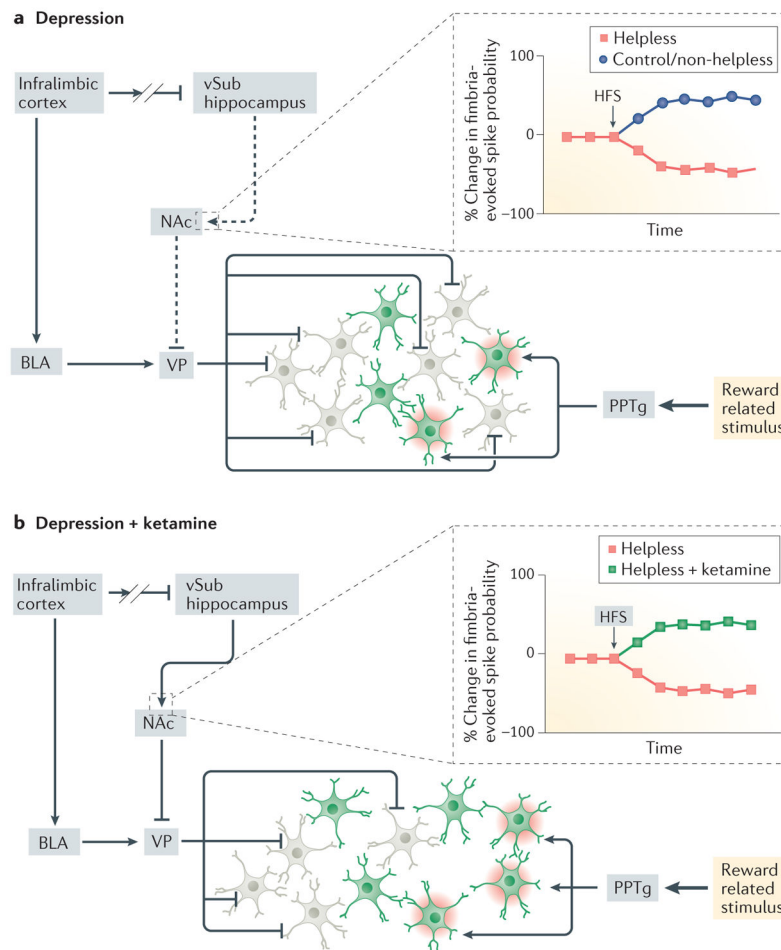 a Depression
Infralimbic
cortex
vSub
hippocampus
NAc
BLA
VP
Helpless
Control/non-helpless
% Change in fimbria-
evoked spike probability
100
0
–100
HFS
Time
PPTg
Reward
related
stimulus
b Depression + ketamine
Infralimbic
cortex
vSub
hippocampus
NAc
BLA
VP
Helpless
Helpless + ketamine
% Change in fimbria-
evoked spike probability
100
0
–100
HFS
Time
PPTg
Reward
related
stimulus